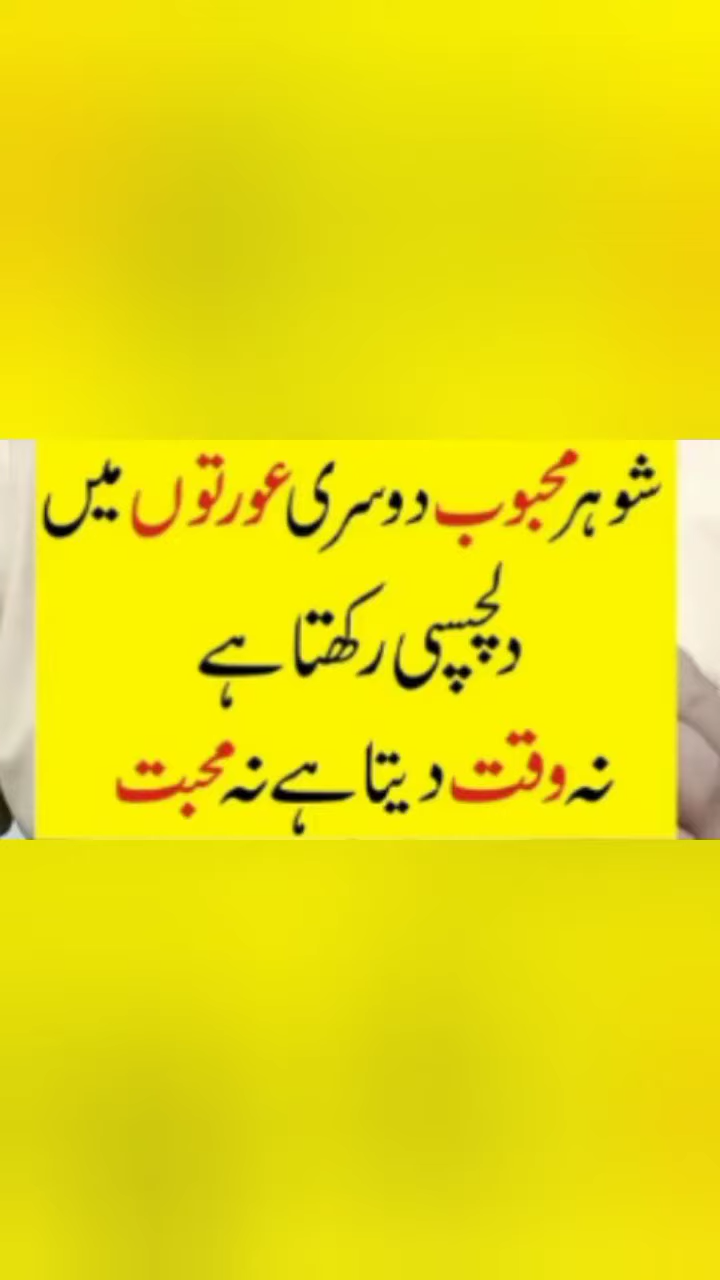 شوہر محبوب دوسری عورتوں میں
دلچسپی رکھتا ہے
نہ وقت دیتا ہے نہ محبت